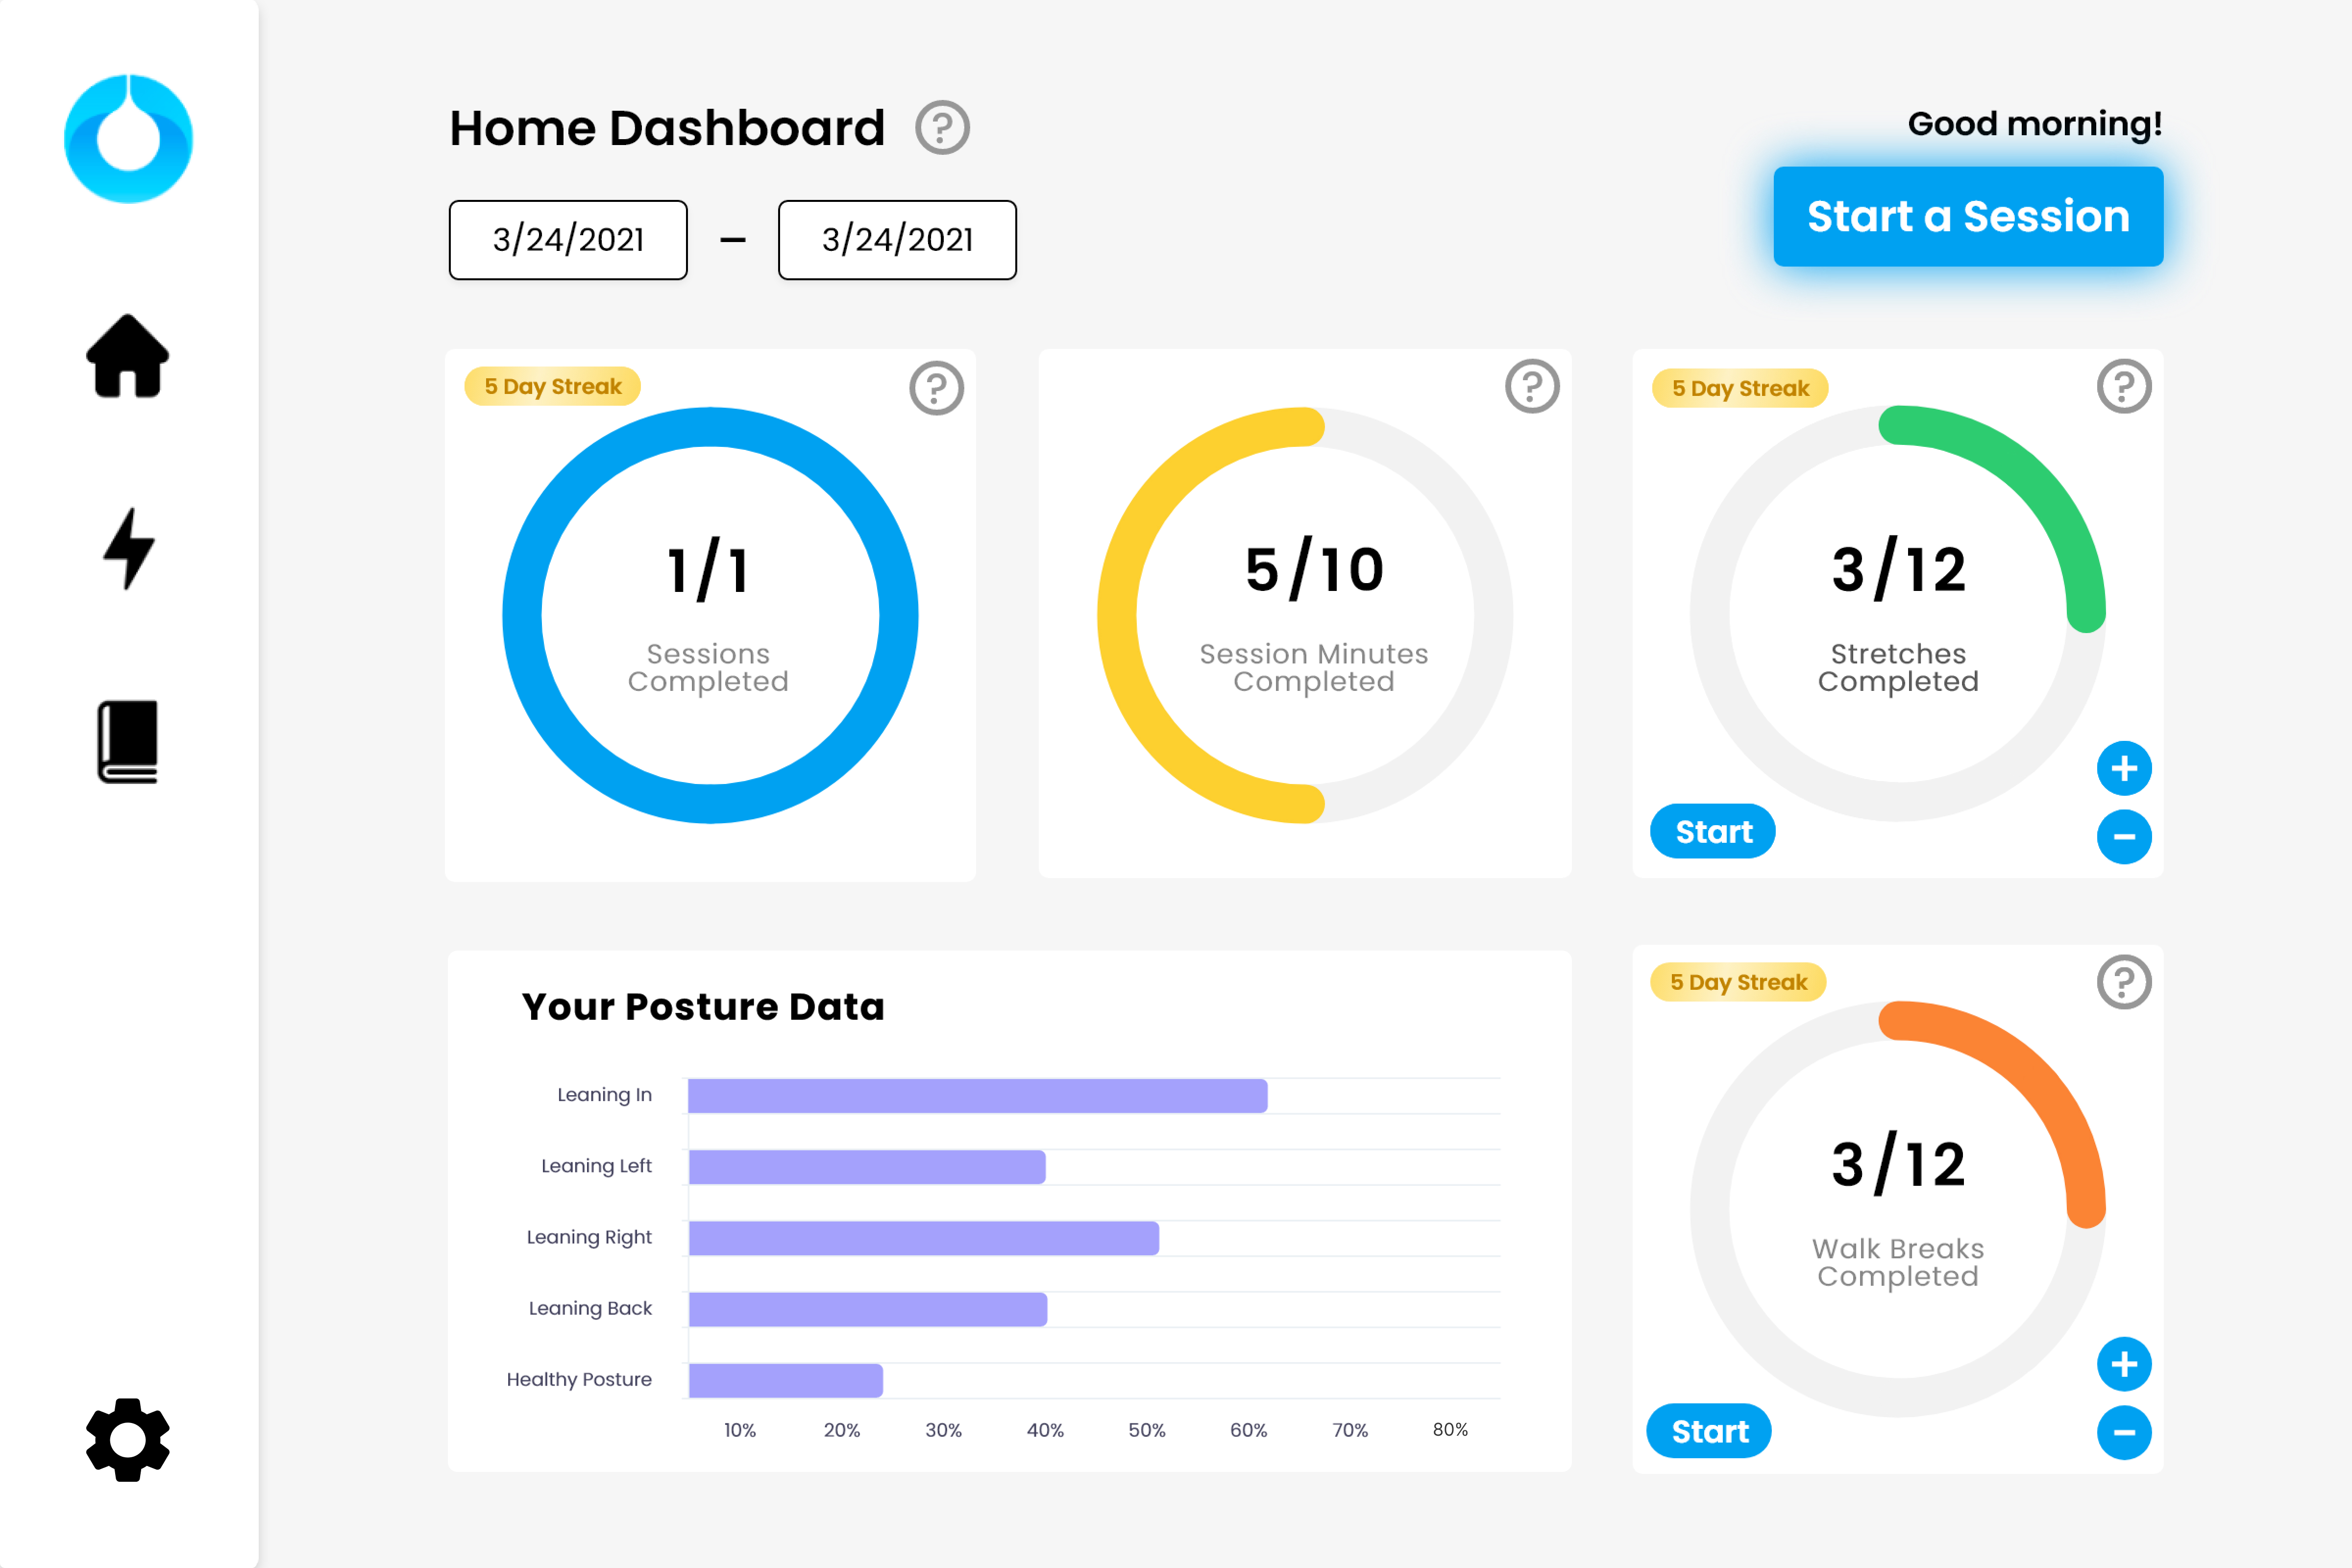 Home Dashboard
?
Good morning!
3/24/2021 – 3/24/2021
Start a Session
5 Day Streak
?
1/1
Sessions
Completed
?
5/10
Session Minutes
Completed
5 Day Streak
?
3/12
Stretches
Completed
+
Start
–
Your Posture Data
Leaning In
Leaning Left
Leaning Right
Leaning Back
Healthy Posture
10% 20% 30% 40% 50% 60% 70% 80%
5 Day Streak
?
3/12
Walk Breaks
Completed
+
Start
–